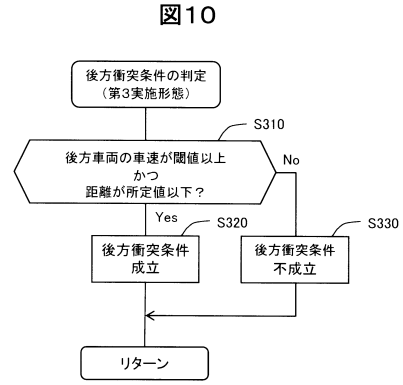 図10
後方衝突条件の判定
(第3実施形態)
S310
後方車両の車速が閾値以上
かつ
距離が所定値以下?
No
Yes
S320
後方衝突条件
成立
S330
後方衝突条件
不成立
リターン